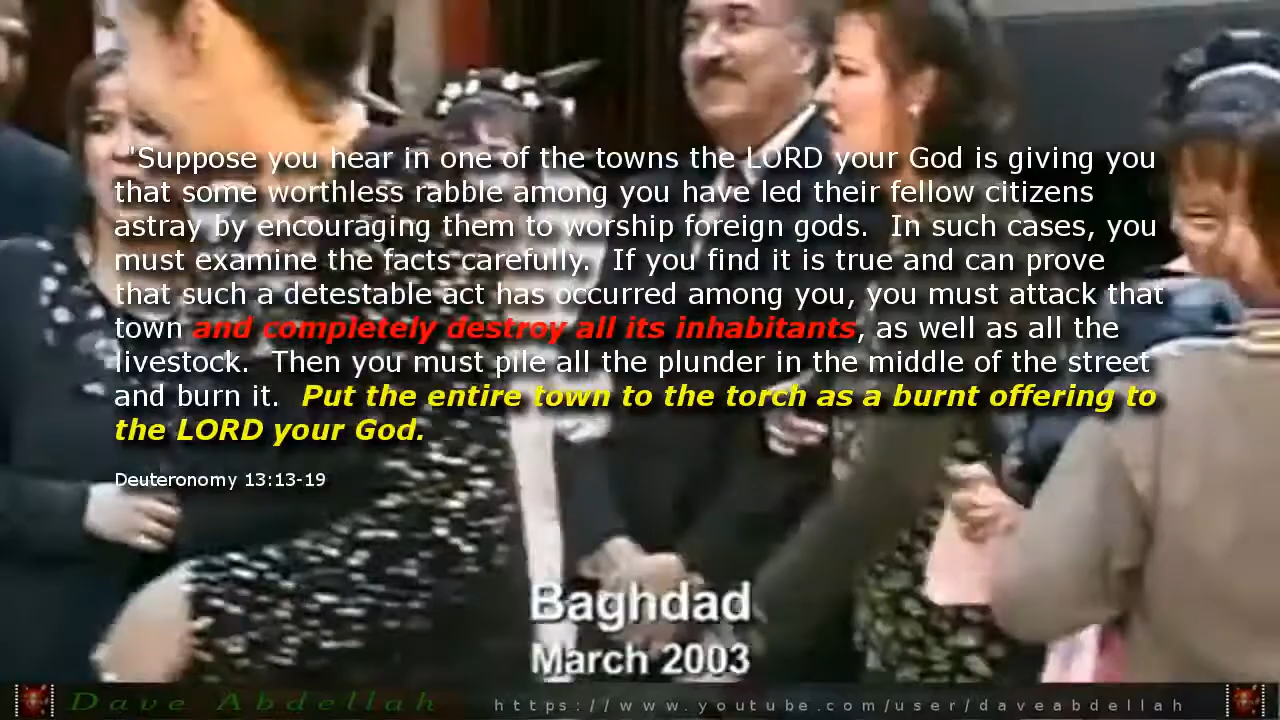 "Suppose you hear in one of the towns the LORD your God is giving you
that some worthless rabble among you have led their fellow citizens
astray by encouraging them to worship foreign gods.  In such cases, you
must examine the facts carefully.  If you find it is true and can prove
that such a detestable act has occurred among you, you must attack that
town and completely destroy all its inhabitants, as well as all the
livestock.  Then you must pile all the plunder in the middle of the street
and burn it.  Put the entire town to the torch as a burnt offering to
the LORD your God.
Deuteronomy 13:13-19
Baghdad
March 2003
Dave Abdellah https://www.youtube.com/user/daveabdellah